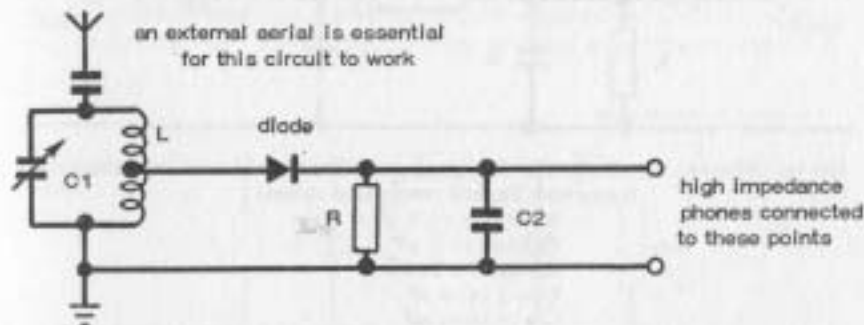 an external aerial is essential
for this circuit to work
L
diode
C1
R
C2
high impedance
phones connected
to these points